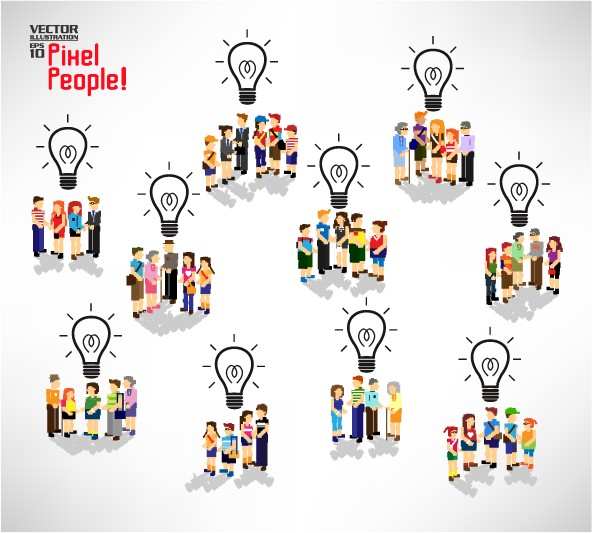 VECTOR
ILLUSTRATION
EPS
10
Pixel
People!